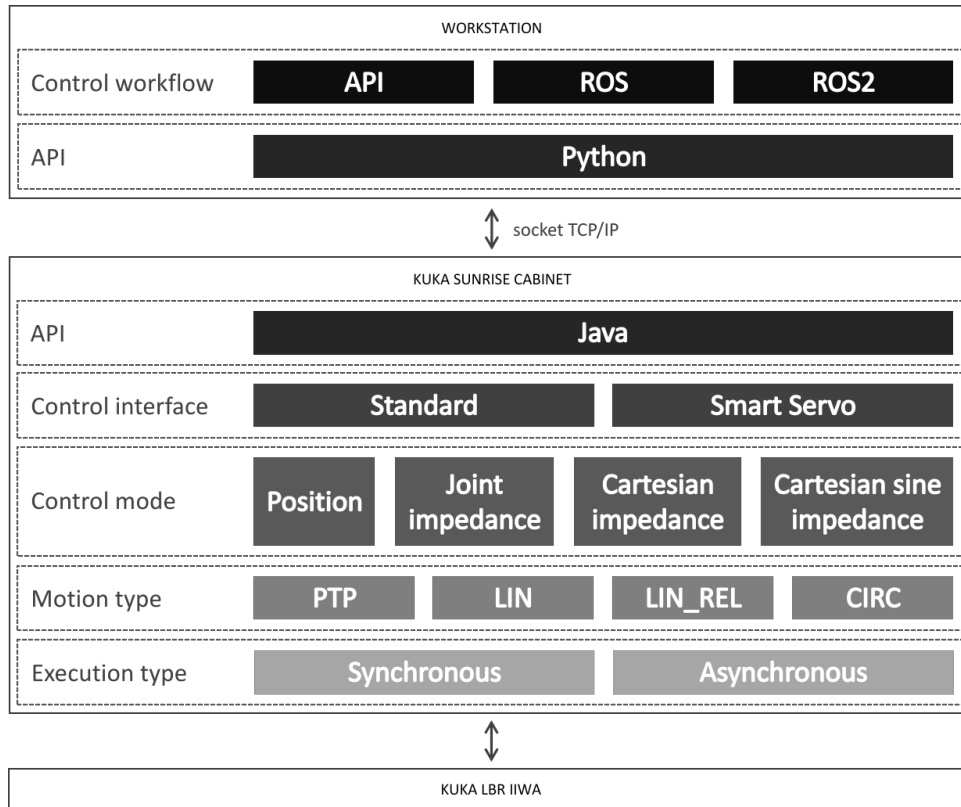 WORKSTATION
Control workflow API ROS ROS2
API Python
socket TCP/IP
KUKA SUNRISE CABINET
API Java
Control interface Standard Smart Servo
Control mode Position Joint impedance Cartesian impedance Cartesian sine impedance
Motion type PTP LIN LIN_REL CIRC
Execution type Synchronous Asynchronous
KUKA LBR IIWA